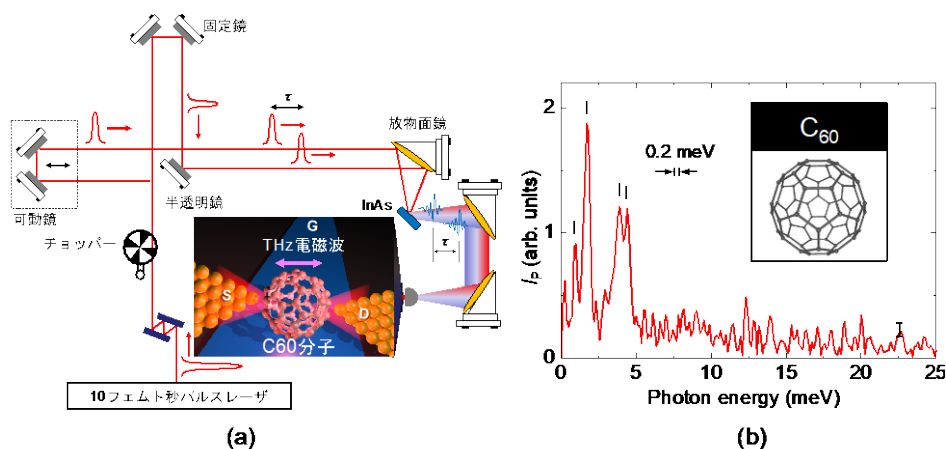 固定鏡
τ
放物面鏡
可動鏡
半透明鏡
InAs
チョッパー
τ
G
THz電磁波
S
D
C60分子
10フェムト秒パルスレーザ
(a)
2
1
0
I_P (arb. units)
0.2 meV
C₆₀
0 5 10 15 20 25
Photon energy (meV)
(b)